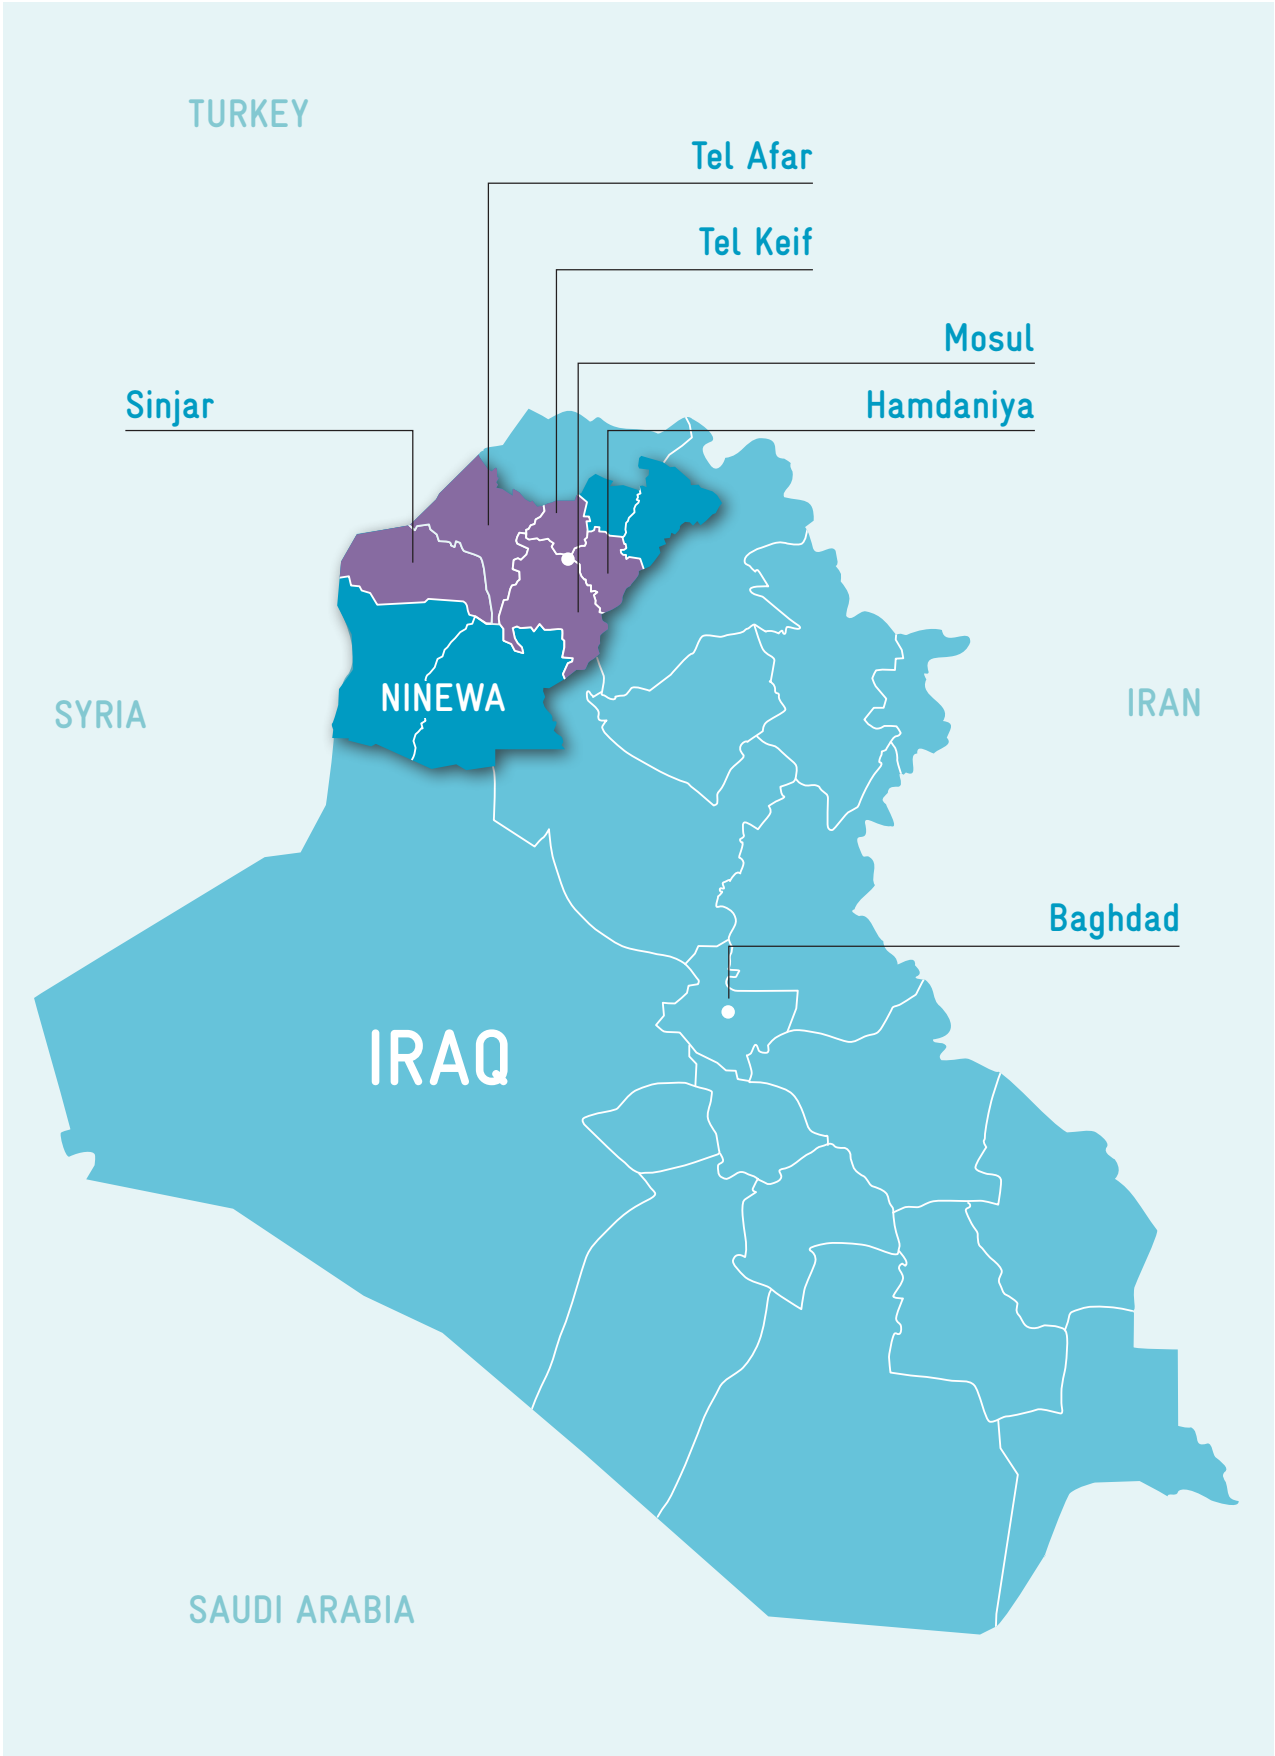 TURKEY
Tel Afar
Tel Keif
Mosul
Sinjar
Hamdaniya
NINEWA
SYRIA
IRAN
Baghdad
IRAQ
SAUDI ARABIA